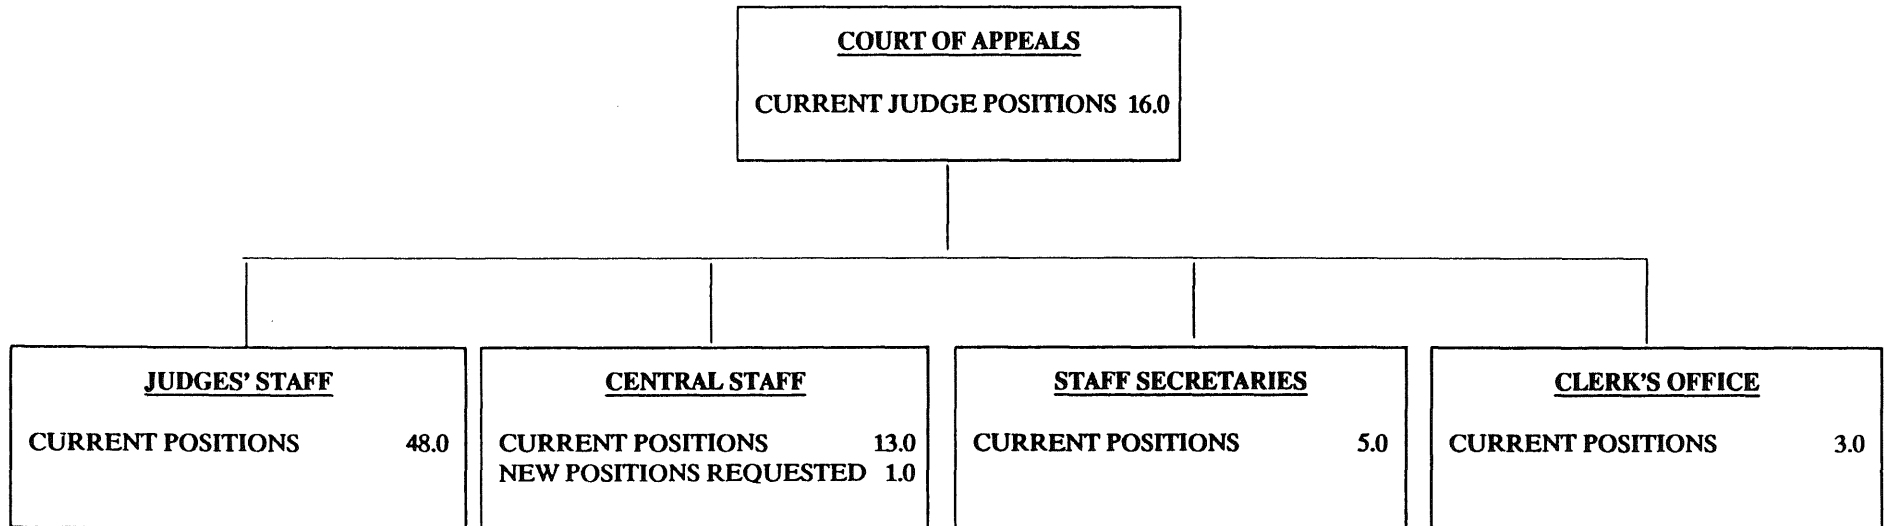 COURT OF APPEALS
CURRENT JUDGE POSITIONS 16.0
JUDGES' STAFF
CURRENT POSITIONS 48.0
CENTRAL STAFF
CURRENT POSITIONS 13.0
NEW POSITIONS REQUESTED 1.0
STAFF SECRETARIES
CURRENT POSITIONS 5.0
CLERK'S OFFICE
CURRENT POSITIONS 3.0